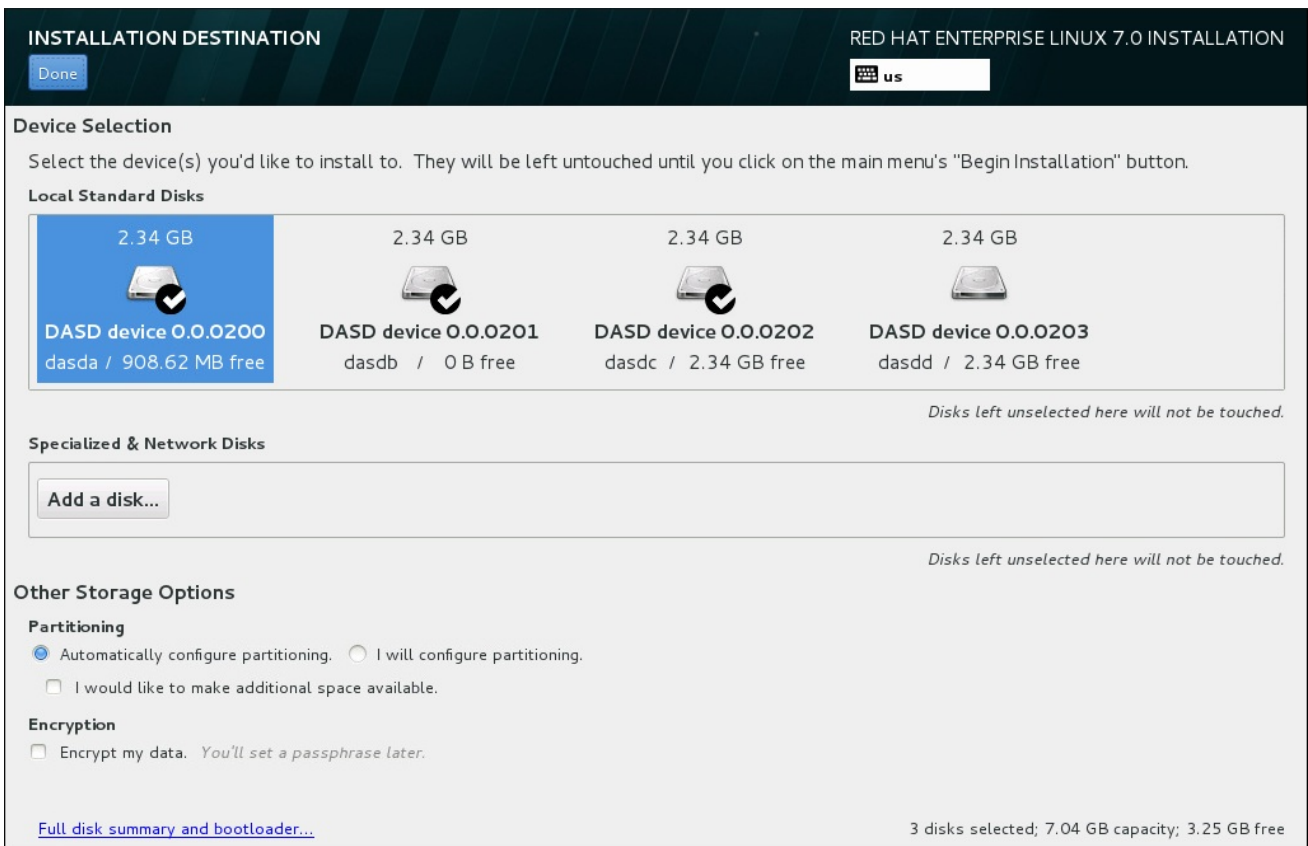 INSTALLATION DESTINATION
RED HAT ENTERPRISE LINUX 7.0 INSTALLATION
Done
us
Device Selection
Select the device(s) you'd like to install to.  They will be left untouched until you click on the main menu's "Begin Installation" button.
Local Standard Disks
2.34 GB
DASD device 0.0.0200
dasda / 908.62 MB free
2.34 GB
DASD device 0.0.0201
dasdb / 0 B free
2.34 GB
DASD device 0.0.0202
dasdc / 2.34 GB free
2.34 GB
DASD device 0.0.0203
dasdd / 2.34 GB free
Disks left unselected here will not be touched.
Specialized & Network Disks
Add a disk...
Disks left unselected here will not be touched.
Other Storage Options
Partitioning
Automatically configure partitioning. I will configure partitioning.
I would like to make additional space available.
Encryption
Encrypt my data. You'll set a passphrase later.
Full disk summary and bootloader...
3 disks selected; 7.04 GB capacity; 3.25 GB free